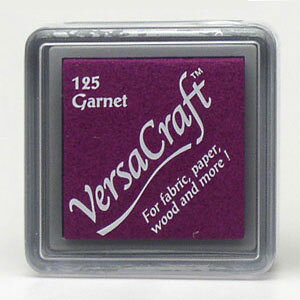 125
Garnet
VersaCraft™
For fabric, paper,
wood and more !